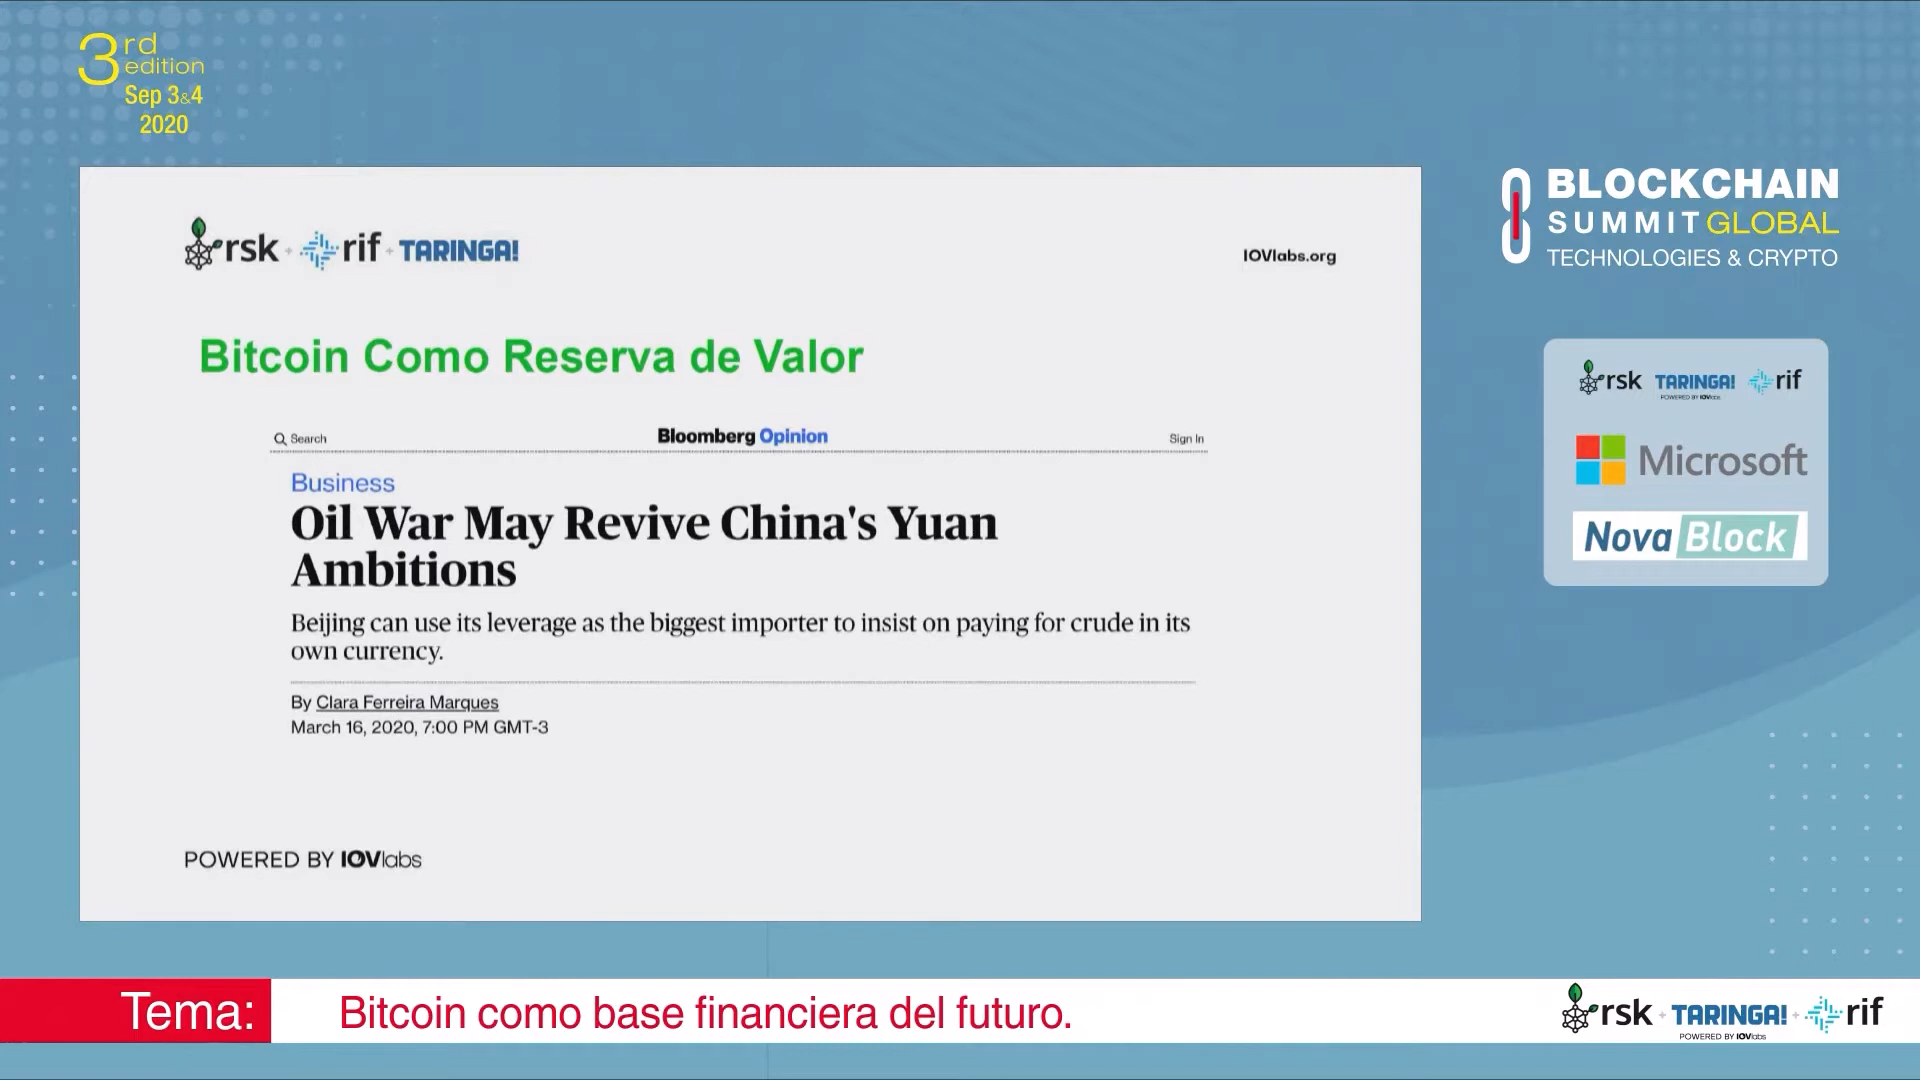 3rd edition
Sep 3&4
2020
rsk + rif + TARINGA!
IOVlabs.org
Bitcoin Como Reserva de Valor
Search
Bloomberg Opinion
Sign In
Business
Oil War May Revive China's Yuan
Ambitions
Beijing can use its leverage as the biggest importer to insist on paying for crude in its
own currency.
By Clara Ferreira Marques
March 16, 2020, 7:00 PM GMT-3
POWERED BY IOVlabs
BLOCKCHAIN
SUMMIT GLOBAL
TECHNOLOGIES & CRYPTO
rsk TARINGA! rif
POWERED BY IOVlabs
Microsoft
NovaBlock
Tema:
Bitcoin como base financiera del futuro.
rsk + TARINGA! + rif
POWERED BY IOVlabs